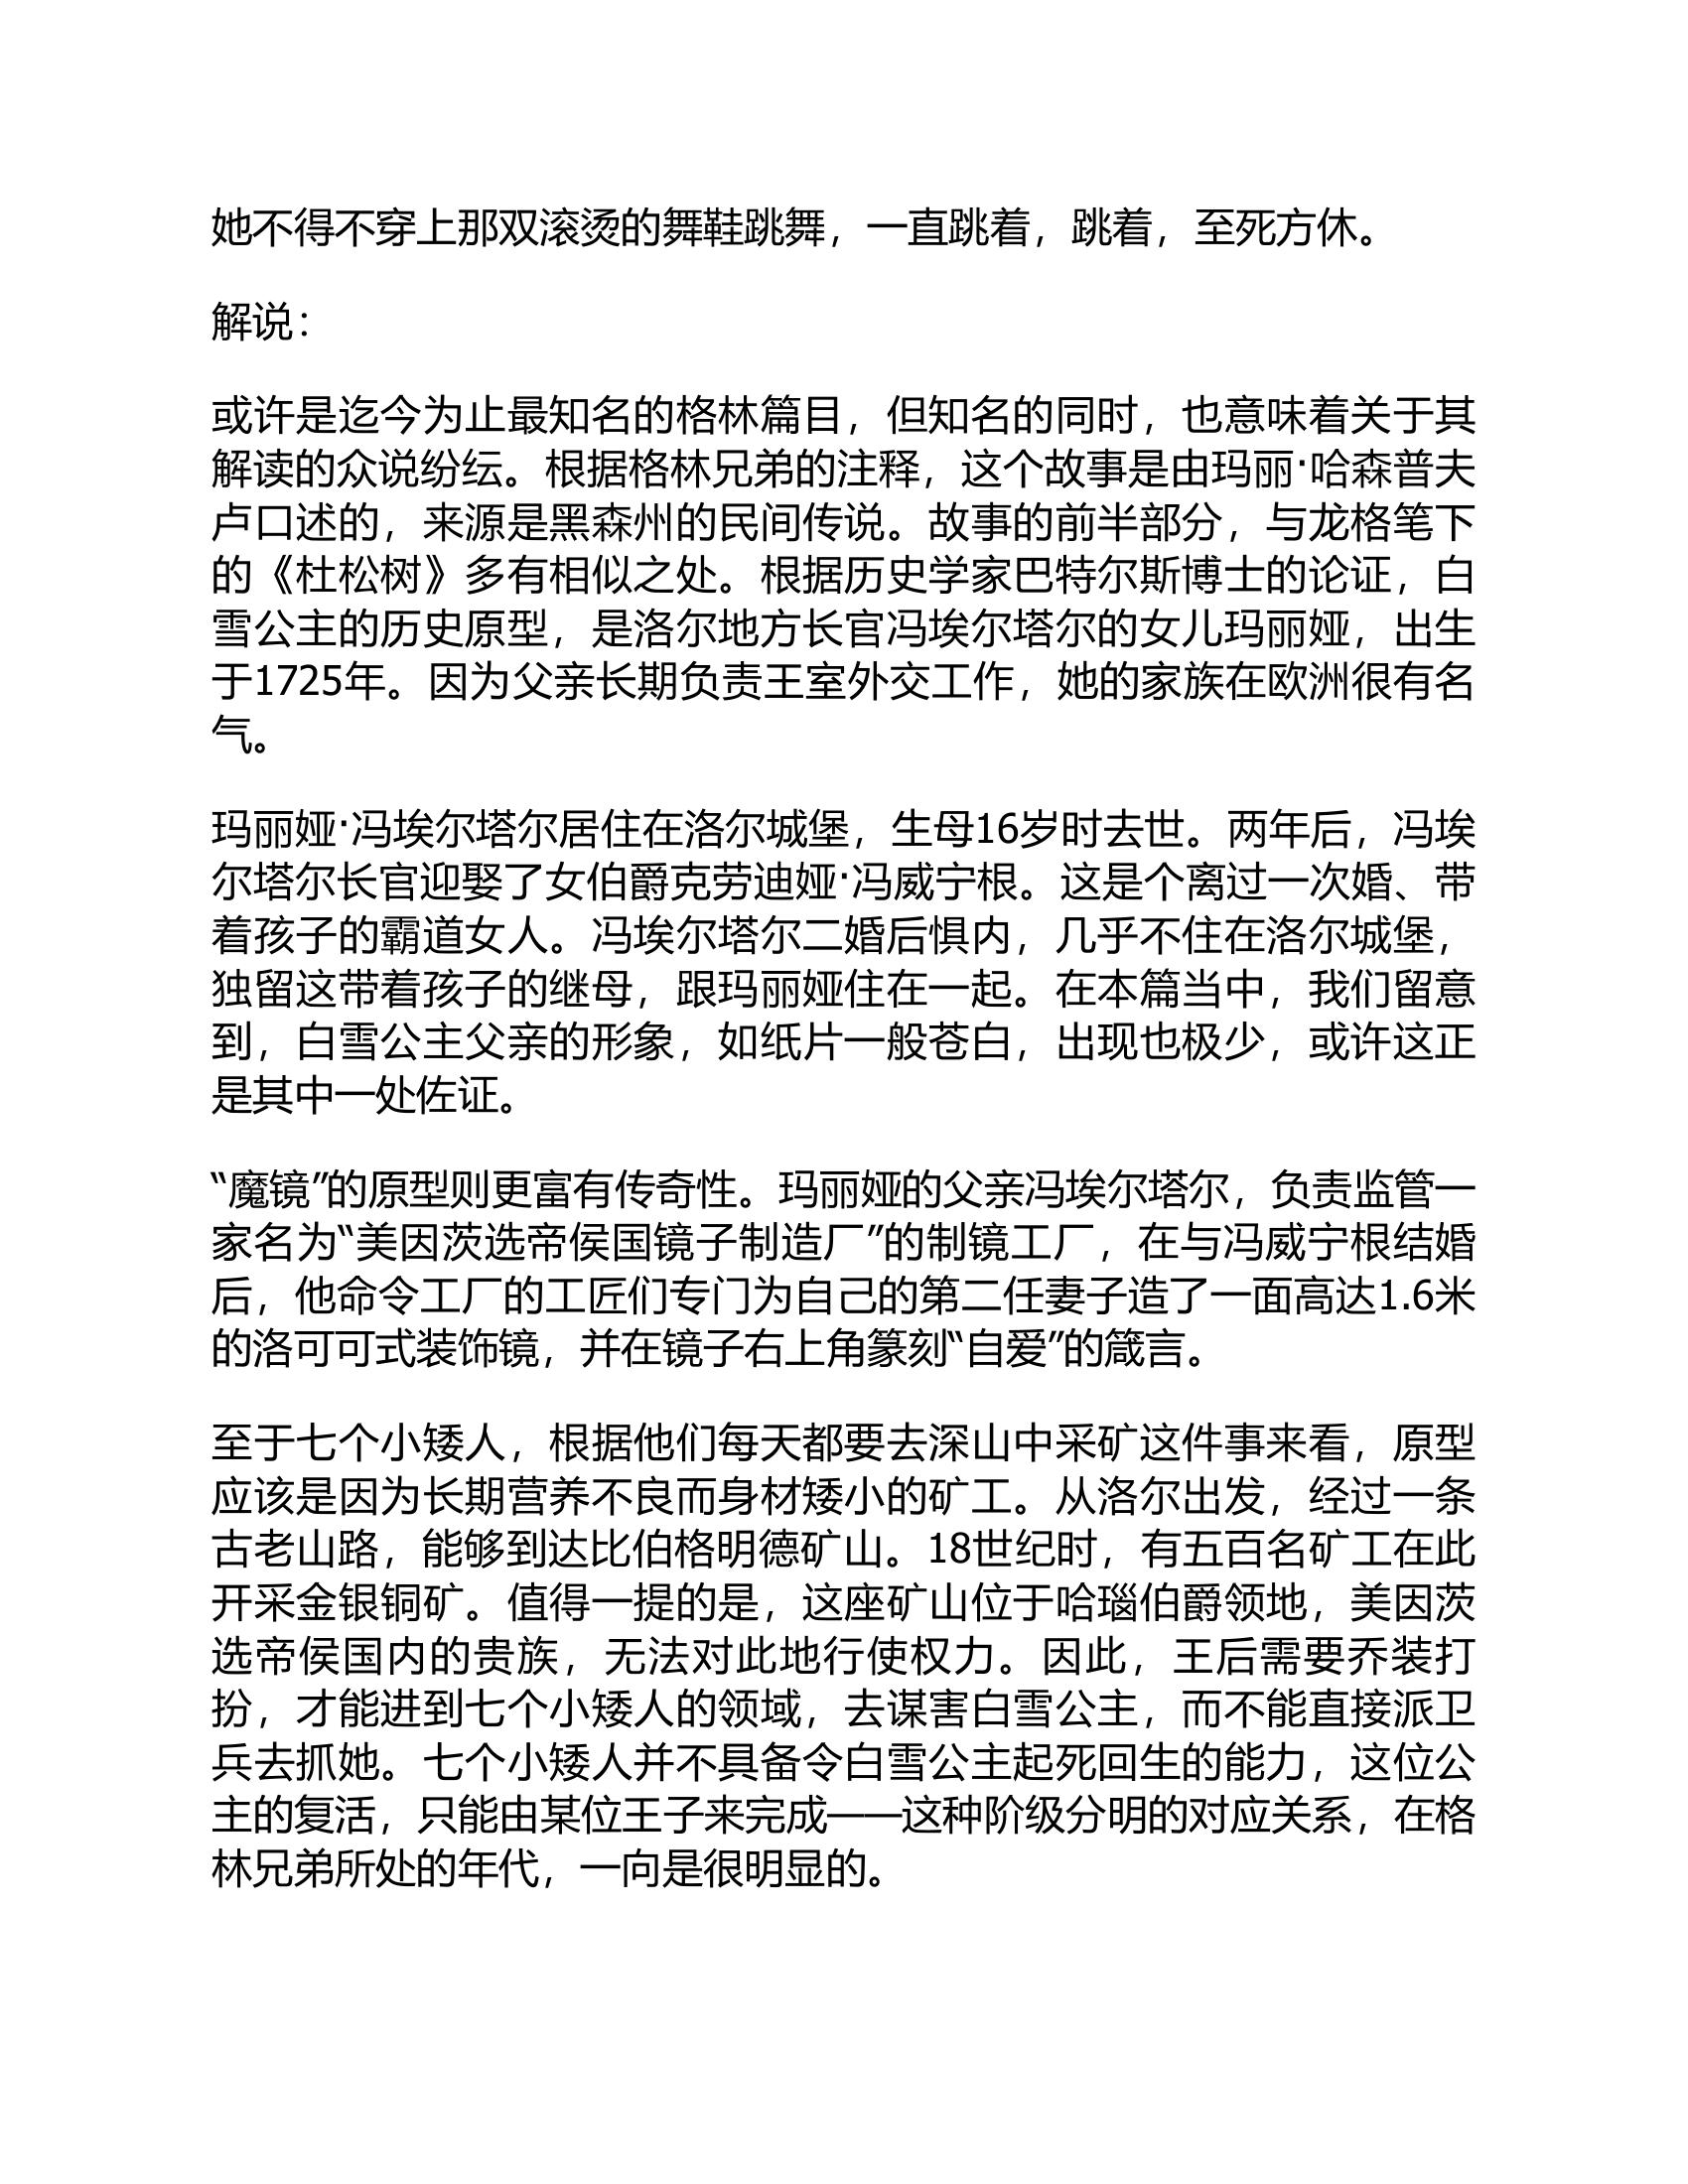 她不得不穿上那双滚烫的舞鞋跳舞，一直跳着，跳着，至死方休。
解说：
或许是迄今为止最知名的格林篇目，但知名的同时，也意味着关于其
解读的众说纷纭。根据格林兄弟的注释，这个故事是由玛丽·哈森普夫
卢口述的，来源是黑森州的民间传说。故事的前半部分，与龙格笔下
的《杜松树》多有相似之处。根据历史学家巴特尔斯博士的论证，白
雪公主的历史原型，是洛尔地方长官冯埃尔塔尔的女儿玛丽娅，出生
于1725年。因为父亲长期负责王室外交工作，她的家族在欧洲很有名
气。
玛丽娅·冯埃尔塔尔居住在洛尔城堡，生母16岁时去世。两年后，冯埃
尔塔尔长官迎娶了女伯爵克劳迪娅·冯威宁根。这是个离过一次婚、带
着孩子的霸道女人。冯埃尔塔尔二婚后惧内，几乎不住在洛尔城堡，
独留这带着孩子的继母，跟玛丽娅住在一起。在本篇当中，我们留意
到，白雪公主父亲的形象，如纸片一般苍白，出现也极少，或许这正
是其中一处佐证。
“魔镜”的原型则更富有传奇性。玛丽娅的父亲冯埃尔塔尔，负责监管一
家名为“美因茨选帝侯国镜子制造厂”的制镜工厂，在与冯威宁根结婚
后，他命令工厂的工匠们专门为自己的第二任妻子造了一面高达1.6米
的洛可可式装饰镜，并在镜子右上角篆刻“自爱”的箴言。
至于七个小矮人，根据他们每天都要去深山中采矿这件事来看，原型
应该是因为长期营养不良而身材矮小的矿工。从洛尔出发，经过一条
古老山路，能够到达比伯格明德矿山。18世纪时，有五百名矿工在此
开采金银铜矿。值得一提的是，这座矿山位于哈瑙伯爵领地，美因茨
选帝侯国内的贵族，无法对此地行使权力。因此，王后需要乔装打
扮，才能进到七个小矮人的领域，去谋害白雪公主，而不能直接派卫
兵去抓她。七个小矮人并不具备令白雪公主起死回生的能力，这位公
主的复活，只能由某位王子来完成——这种阶级分明的对应关系，在格
林兄弟所处的年代，一向是很明显的。